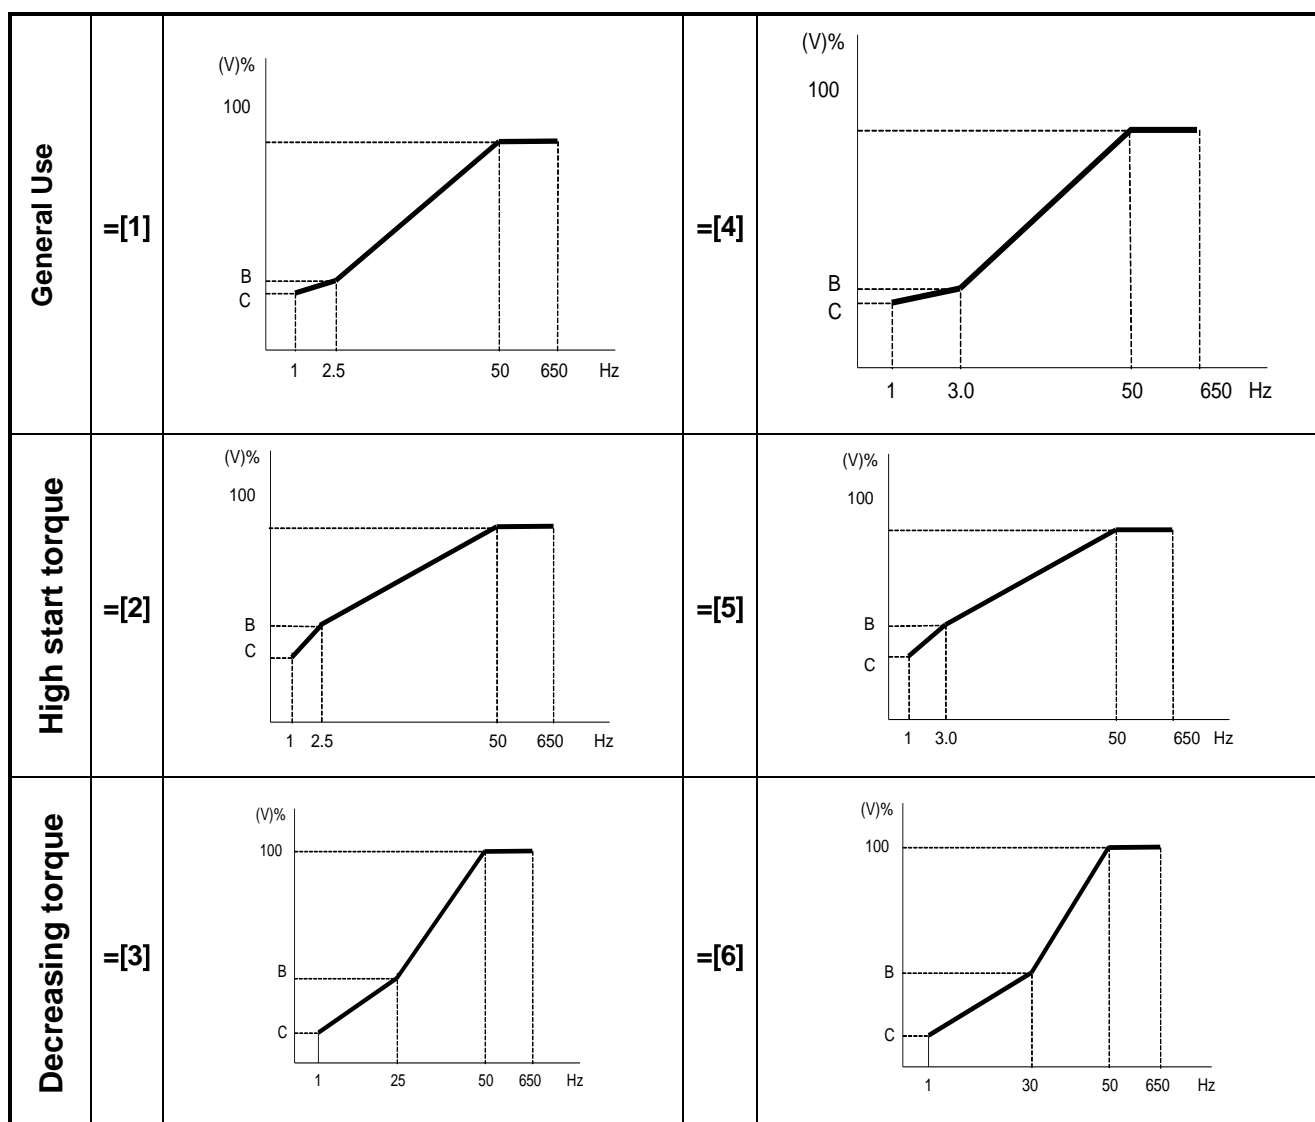 General Use
=[1]
(V)%
100
B
C
1 2.5 50 650 Hz
=[4]
(V)%
100
B
C
1 3.0 50 650 Hz
High start torque
=[2]
(V)%
100
B
C
1 2.5 50 650 Hz
=[5]
(V)%
100
B
C
1 3.0 50 650 Hz
Decreasing torque
=[3]
(V)%
100
B
C
1 25 50 650 Hz
=[6]
(V)%
100
B
C
1 30 50 650 Hz